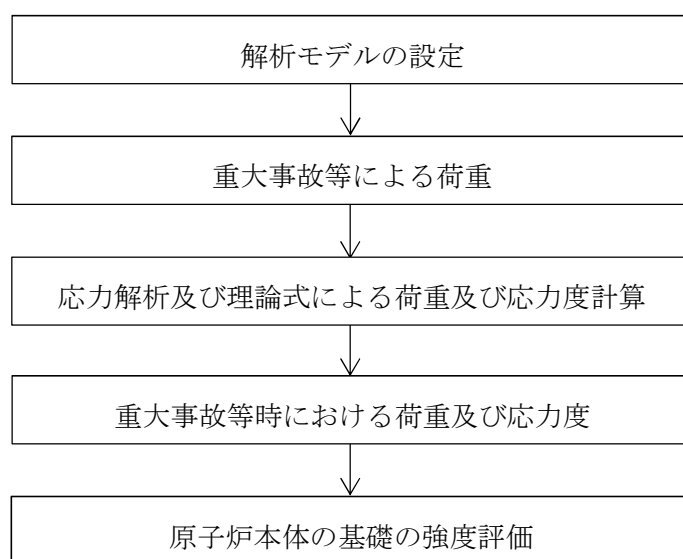 解析モデルの設定
重大事故等による荷重
応力解析及び理論式による荷重及び応力度計算
重大事故等時における荷重及び応力度
原子炉本体の基礎の強度評価